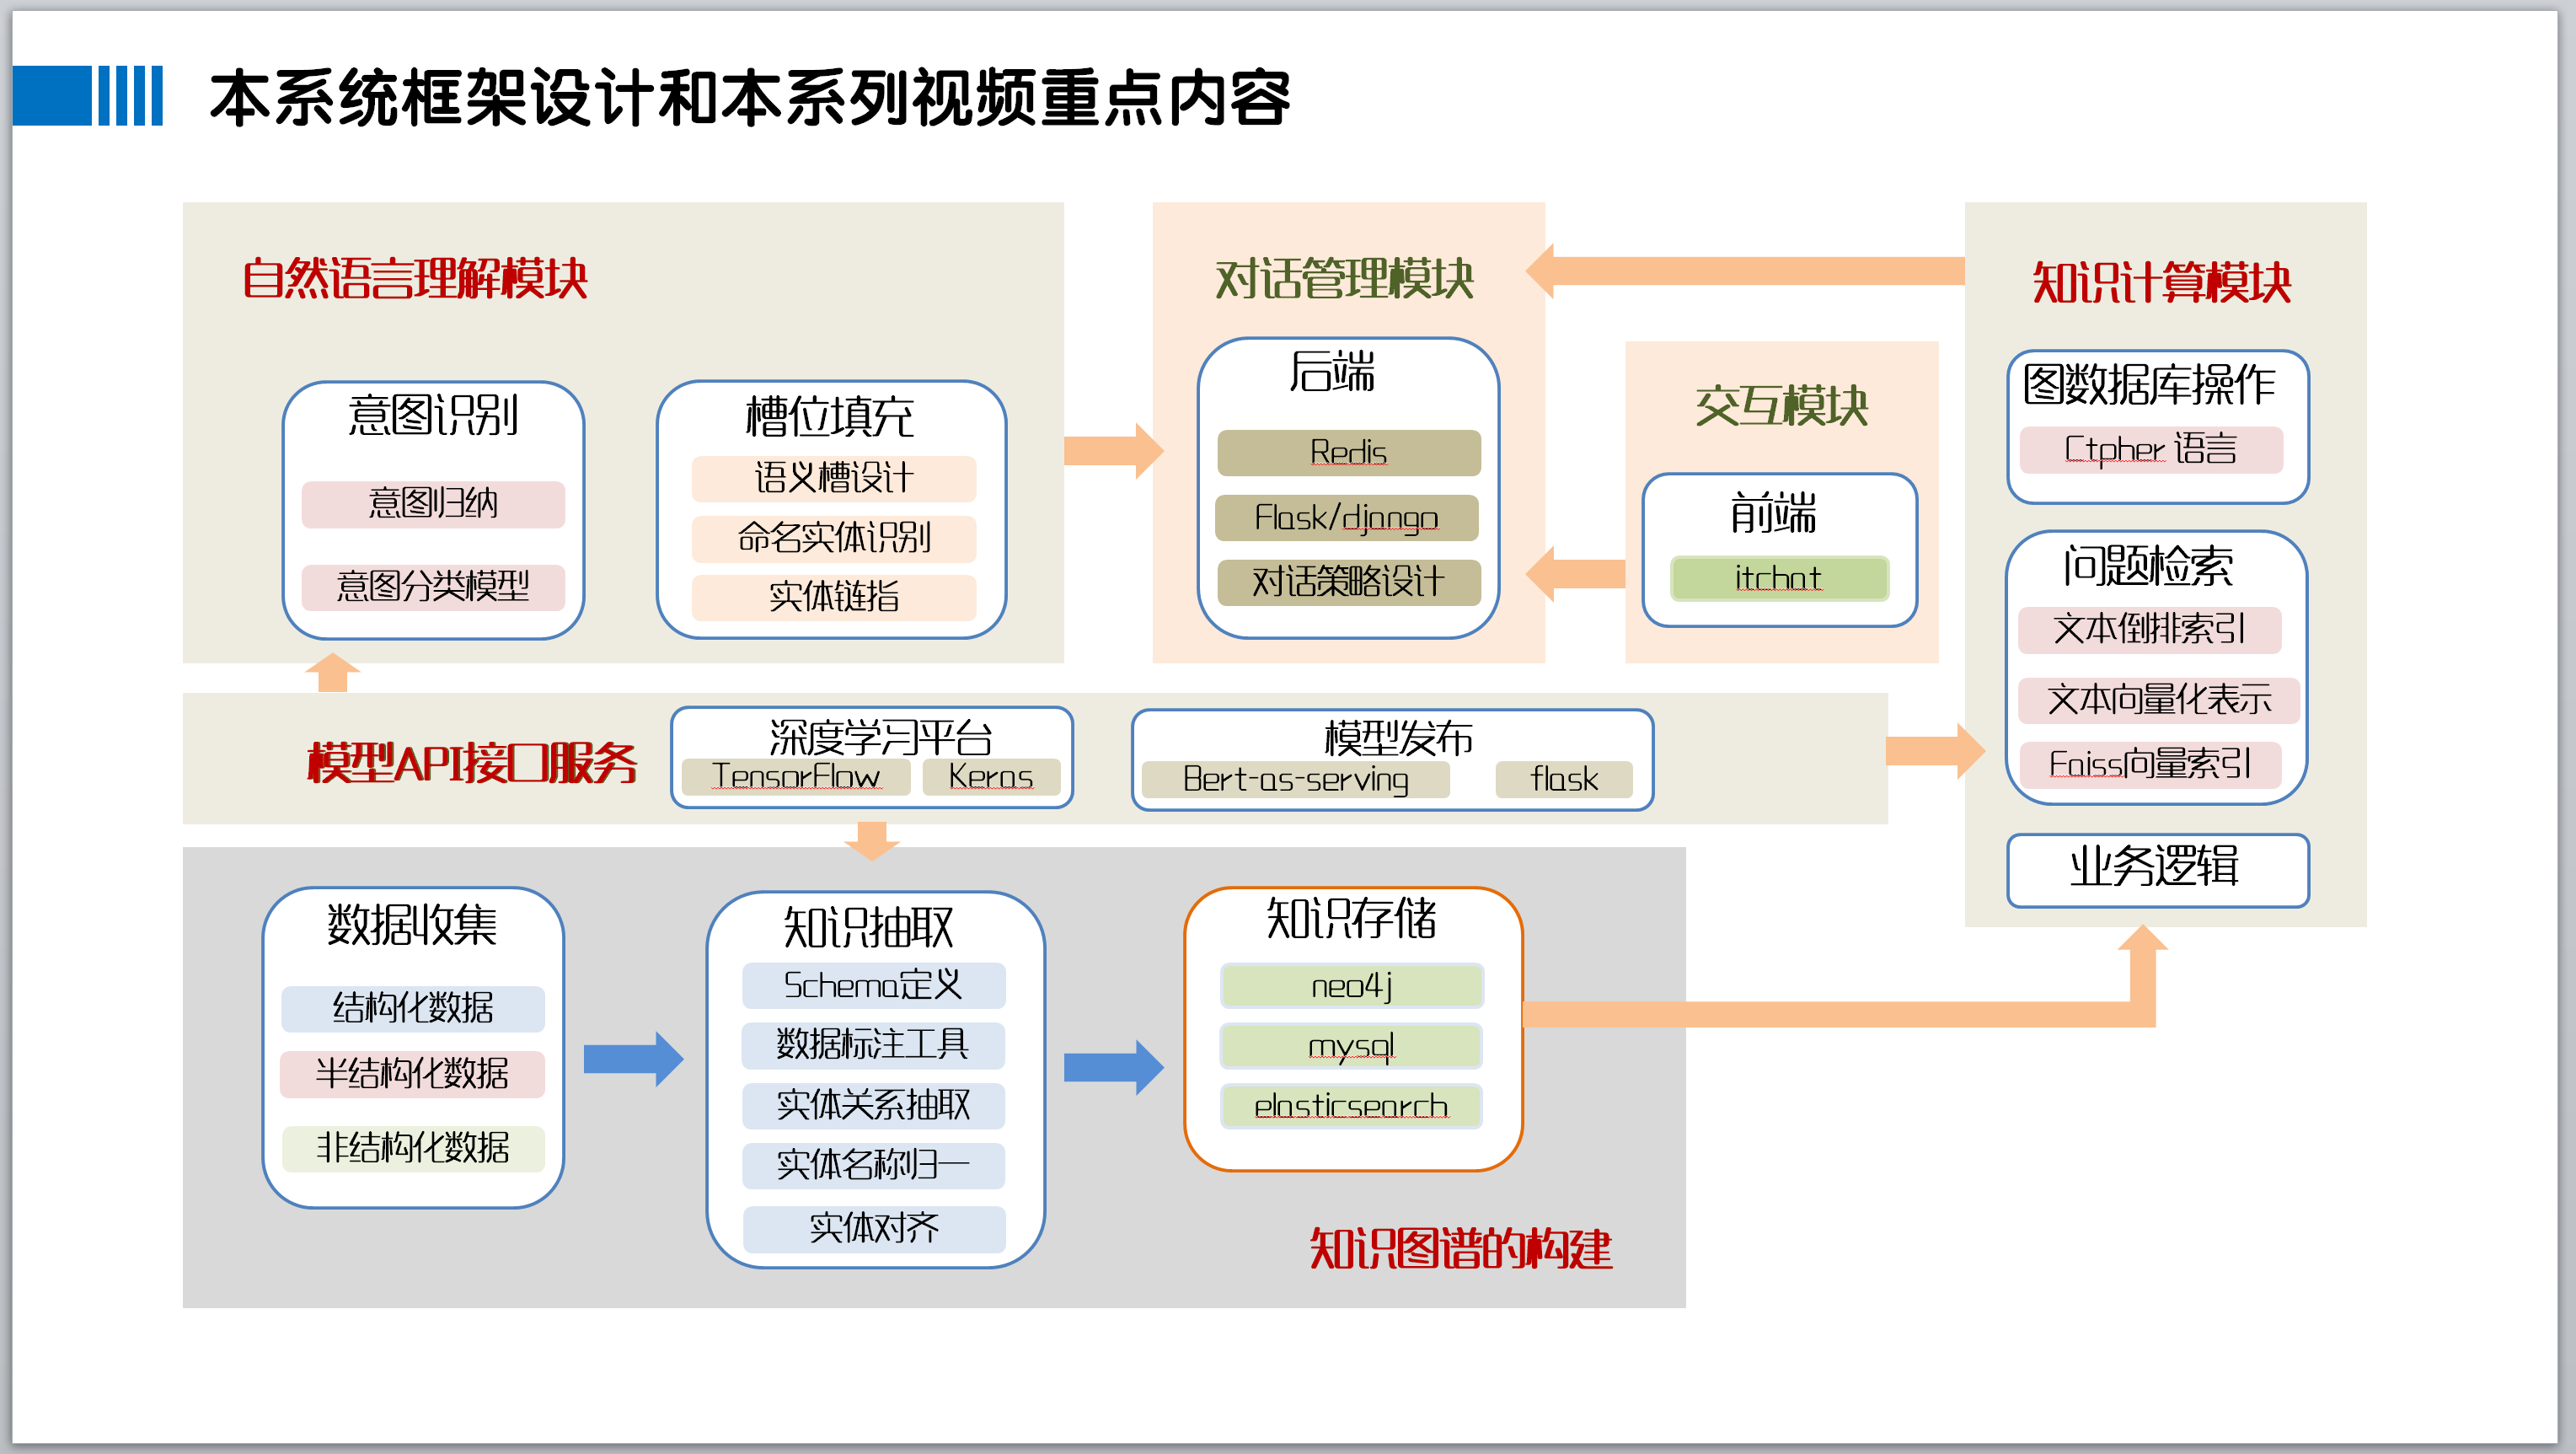 本系统框架设计和本系列视频重点内容
自然语言理解模块
意图识别
意图归纳
意图分类模型
槽位填充
语义槽设计
命名实体识别
实体链指
对话管理模块
后端
Redis
Flask/django
对话策略设计
交互模块
前端
itchat
知识计算模块
图数据库操作
Ctpher 语言
问题检索
文本倒排索引
文本向量化表示
Faiss向量索引
业务逻辑
模型API接口服务
深度学习平台
TensorFlow
Keras
模型发布
Bert-as-serving
flask
数据收集
结构化数据
半结构化数据
非结构化数据
知识抽取
Schema定义
数据标注工具
实体关系抽取
实体名称归一
实体对齐
知识存储
neo4j
mysql
elasticsearch
知识图谱的构建